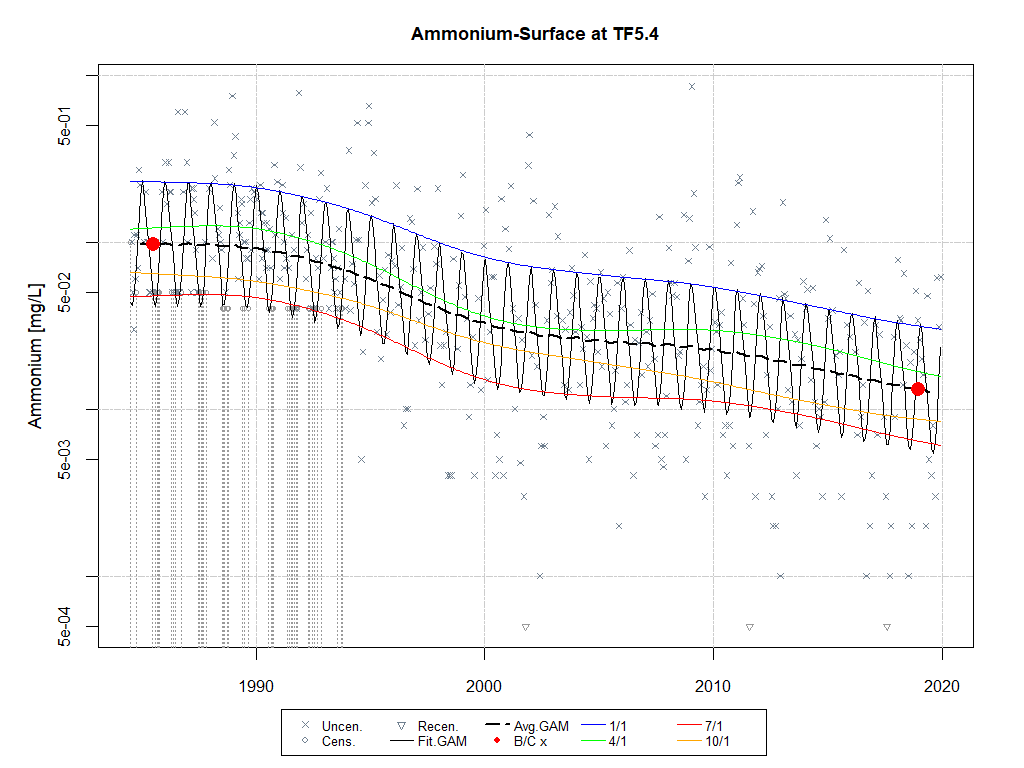 Ammonium-Surface at TF5.4
5e-01
5e-02
5e-03
5e-04
Ammonium [mg/L]
1990 2000 2010 2020
Uncen. Recen. Avg.GAM 1/1 7/1
Cens. Fit.GAM B/C x 4/1 10/1